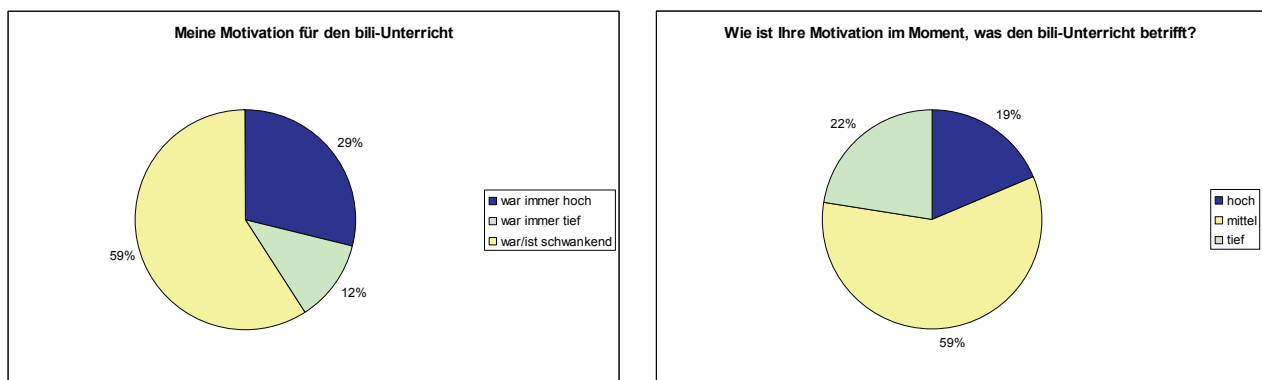 Meine Motivation für den bili-Unterricht
29%
59%
12%
war immer hoch
war immer tief
war/ist schwankend
Wie ist Ihre Motivation im Moment, was den bili-Unterricht betrifft?
22%
19%
59%
hoch
mittel
tief